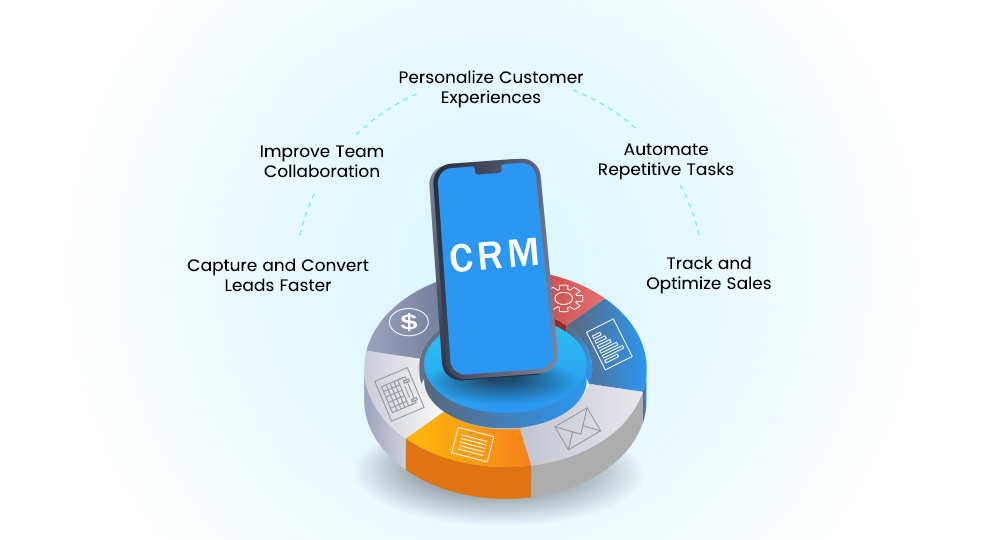 Personalize Customer
Experiences
Improve Team
Collaboration
Automate
Repetitive Tasks
Capture and Convert
Leads Faster
Track and
Optimize Sales
CRM
$